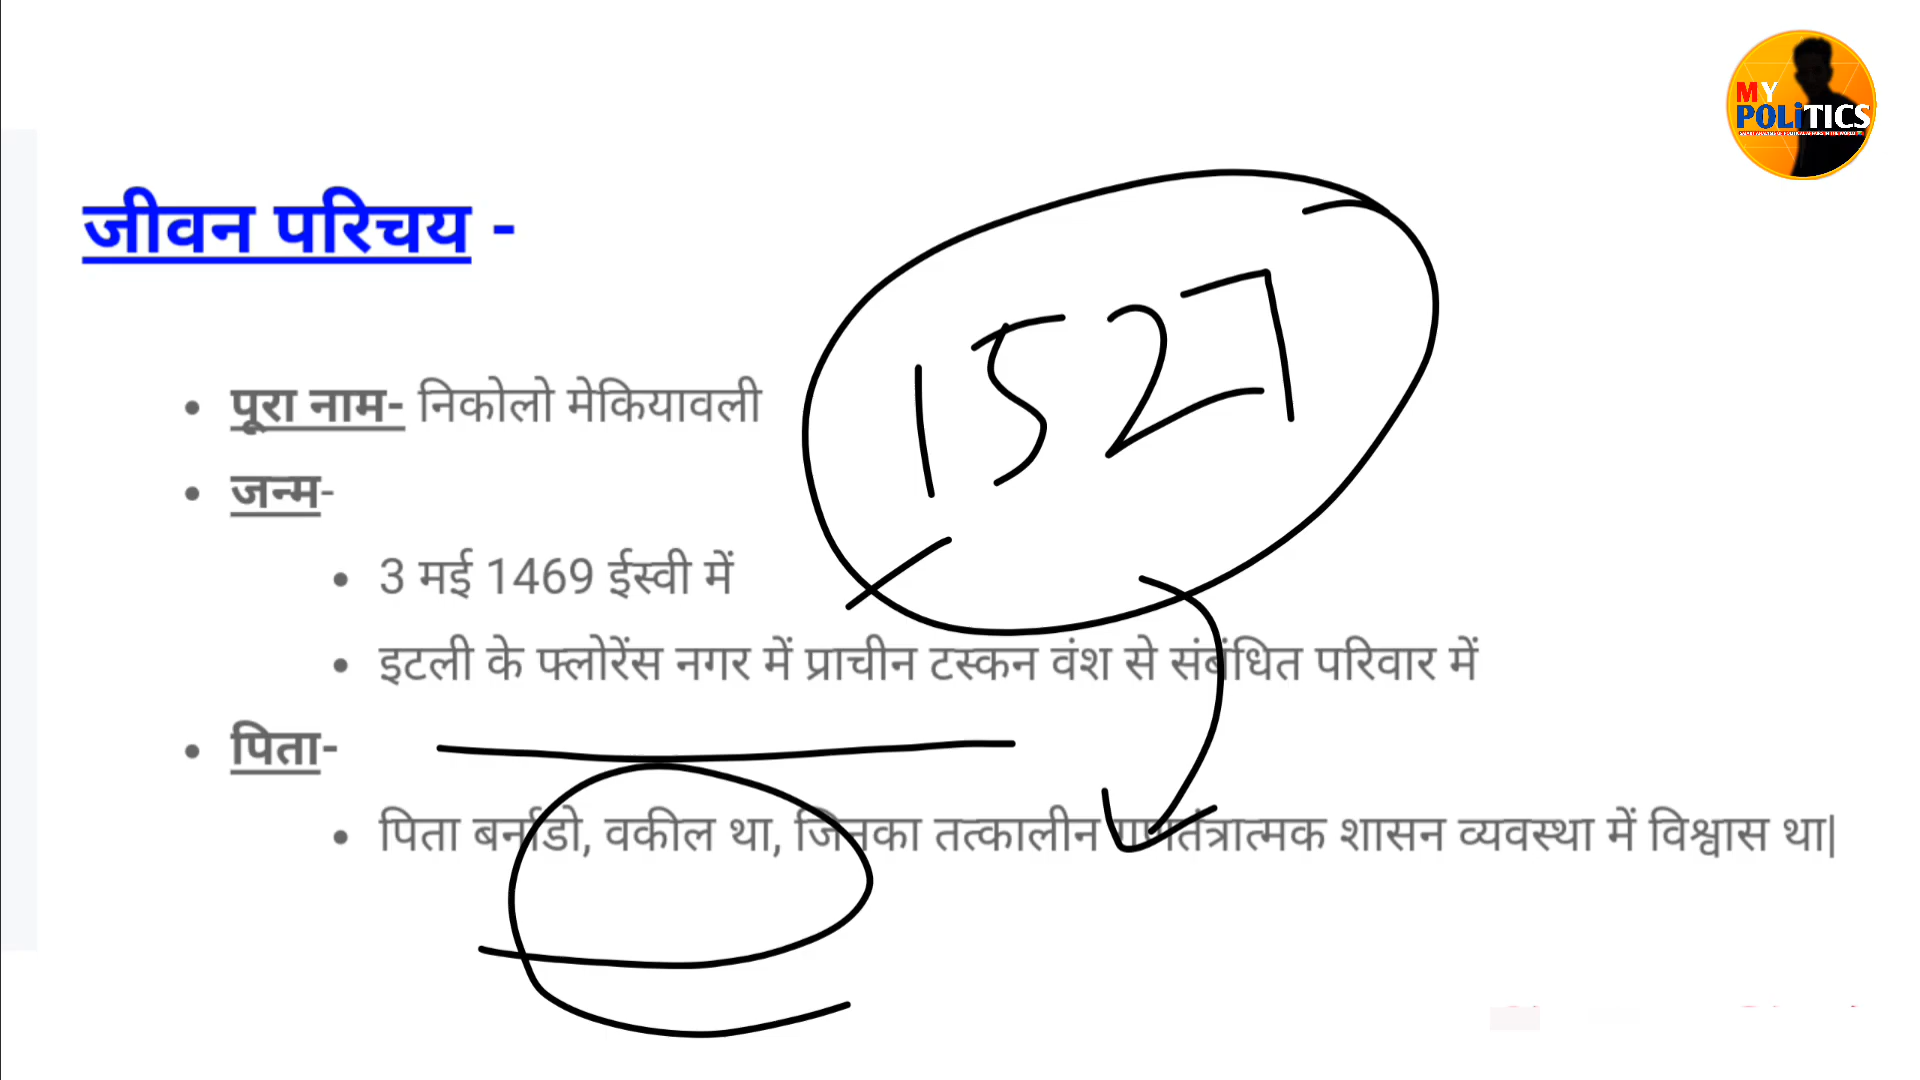 MY
POLiTICS
जीवन परिचय -
1527
पूरा नाम- निकोलो मेकियावली
जन्म-
3 मई 1469 ईस्वी में
इटली के फ्लोरेंस नगर में प्राचीन टस्कन वंश से संबंधित परिवार में
पिता-
पिता बर्नाडो, वकील था, जिनका तत्कालीन गणतंत्रात्मक शासन व्यवस्था में विश्वास था|